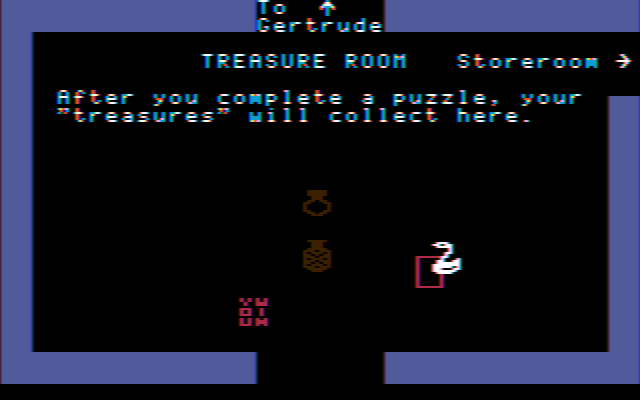 To ↑
Gertrude
TREASURE ROOM Storeroom →
After you complete a puzzle, your
"treasures" will collect here.